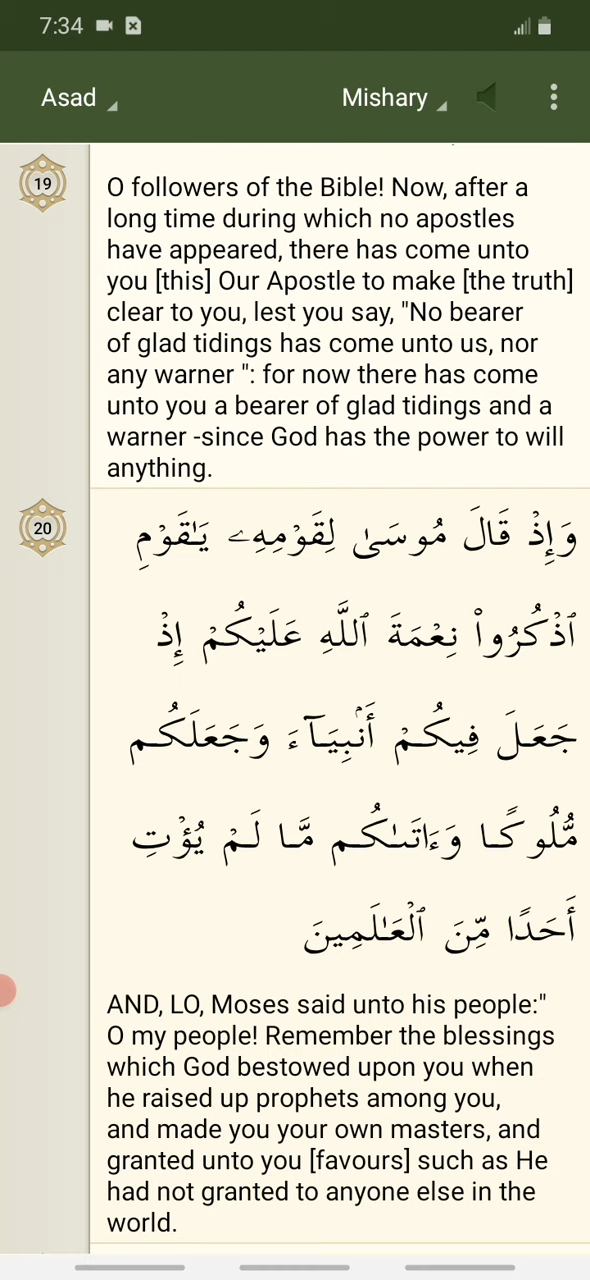 7:34
Asad
Mishary
19
O followers of the Bible! Now, after a
long time during which no apostles
have appeared, there has come unto
you [this] Our Apostle to make [the truth]
clear to you, lest you say, "No bearer
of glad tidings has come unto us, nor
any warner ": for now there has come
unto you a bearer of glad tidings and a
warner -since God has the power to will
anything.
20
وَإِذْ قَالَ مُوسَىٰ لِقَوْمِهِۦ يَـٰقَوْمِ
ٱذْكُرُوا۟ نِعْمَةَ ٱللَّهِ عَلَيْكُمْ إِذْ
جَعَلَ فِيكُمْ أَنۢبِيَآءَ وَجَعَلَكُم
مُّلُوكًا وَءَاتَىٰكُم مَّا لَمْ يُؤْتِ
أَحَدًا مِّنَ ٱلْعَـٰلَمِينَ
AND, LO, Moses said unto his people:"
O my people! Remember the blessings
which God bestowed upon you when
he raised up prophets among you,
and made you your own masters, and
granted unto you [favours] such as He
had not granted to anyone else in the
world.